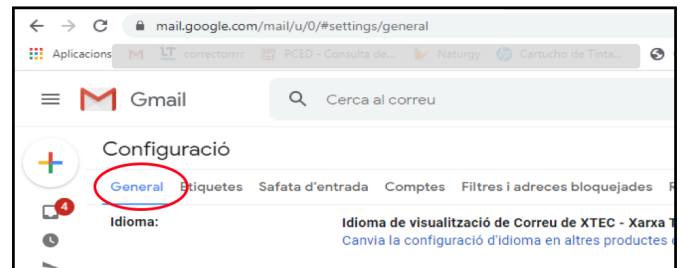 mail.google.com/mail/u/0/#settings/general
Aplicacions LT correctorrrr PCED - Consulta de... Naturgy Cartucho de Tinta...
Gmail Cerca al correu
Configuració
General Etiquetes Safata d'entrada Comptes Filtres i adreces bloquejades
4
Idioma: Idioma de visualització de Correu de XTEC - Xarxa T
Canvia la configuració d'idioma en altres productes